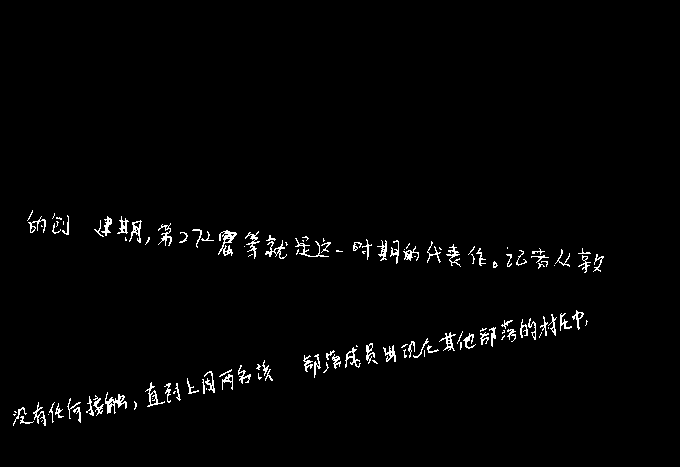 的创 建期,第272窟等就是这一时期的代表作。记者从敦
没有任何接触,直到上周两名该 部落成员出现在其他部落的村庄中,